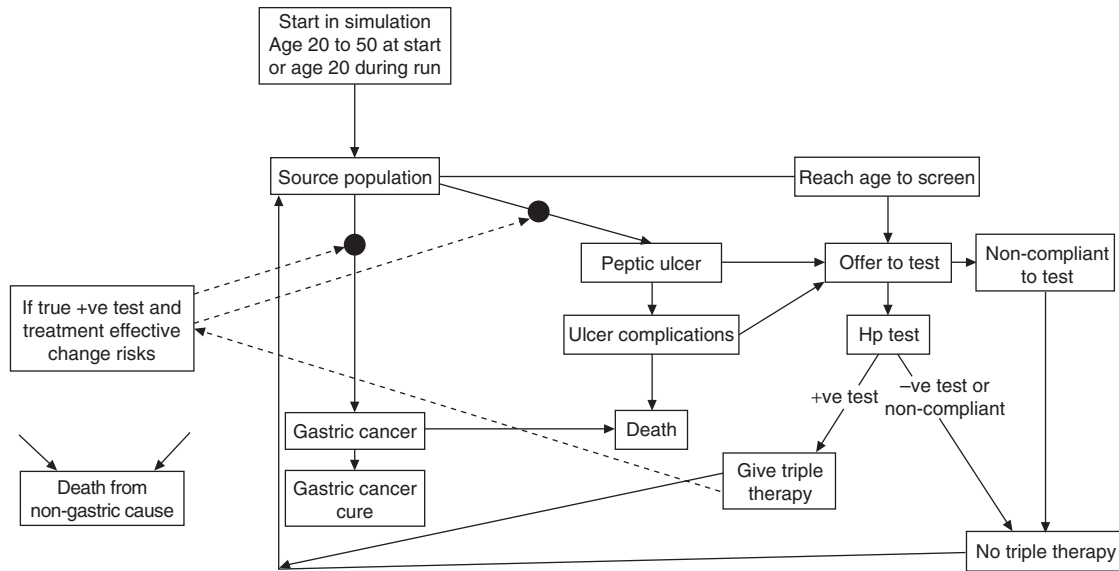 Start in simulation
Age 20 to 50 at start
or age 20 during run
Source population
Reach age to screen
Peptic ulcer
Offer to test
Non-compliant
to test
If true +ve test and
treatment effective
change risks
Ulcer complications
Hp test
+ve test
–ve test or
non-compliant
Gastric cancer
Death
Give triple
therapy
Gastric cancer
cure
Death from
non-gastric cause
No triple therapy